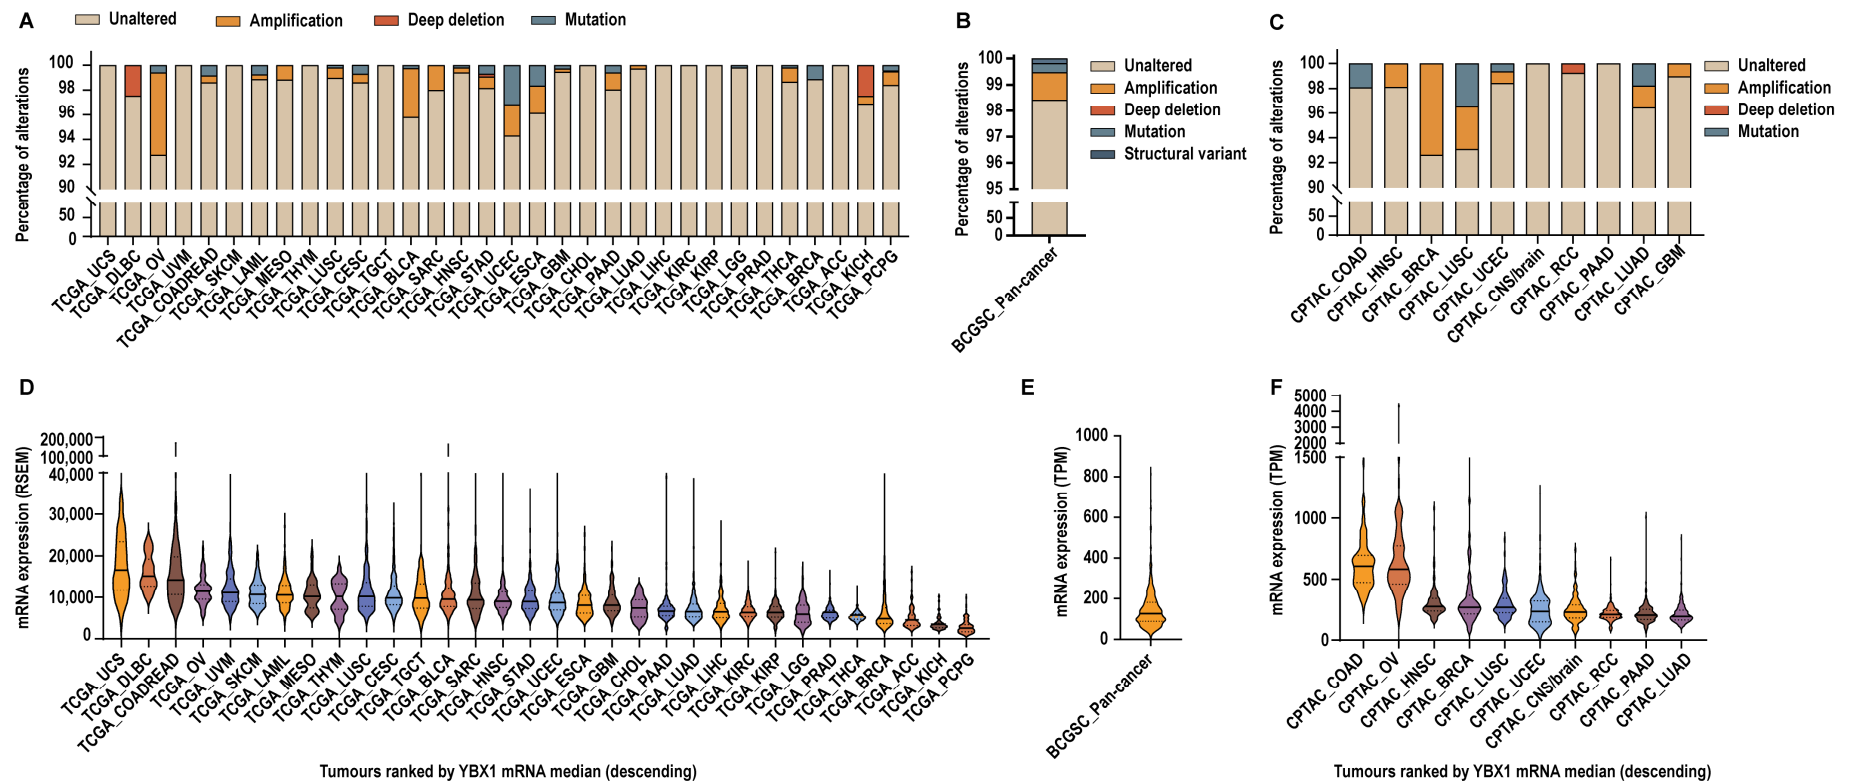 A
Unaltered
Amplification
Deep deletion
Mutation
Percentage of alterations
100
98
96
94
92
90
50
0
TCGA_UCS
TCGA_DLBC
TCGA_OV
TCGA_UVM
TCGA_COADREAD
TCGA_SKCM
TCGA_LAML
TCGA_MESO
TCGA_THYM
TCGA_LUSC
TCGA_CESC
TCGA_TGCT
TCGA_BLCA
TCGA_SARC
TCGA_HNSC
TCGA_STAD
TCGA_UCEC
TCGA_ESCA
TCGA_GBM
TCGA_CHOL
TCGA_PAAD
TCGA_LUAD
TCGA_LIHC
TCGA_KIRC
TCGA_KIRP
TCGA_LGG
TCGA_PRAD
TCGA_THCA
TCGA_BRCA
TCGA_ACC
TCGA_KICH
TCGA_PCPG
B
Percentage of alterations
100
99
98
97
96
95
50
0
BCGSC_Pan-cancer
Unaltered
Amplification
Deep deletion
Mutation
Structural variant
C
Percentage of alterations
100
98
96
94
92
90
50
0
CPTAC_COAD
CPTAC_HNSC
CPTAC_BRCA
CPTAC_LUSC
CPTAC_UCEC
CPTAC_CNS/brain
CPTAC_RCC
CPTAC_PAAD
CPTAC_LUAD
CPTAC_GBM
Unaltered
Amplification
Deep deletion
Mutation
D
mRNA expression (RSEM)
200,000
100,000
40,000
30,000
20,000
10,000
0
TCGA_UCS
TCGA_DLBC
TCGA_COADREAD
TCGA_OV
TCGA_UVM
TCGA_SKCM
TCGA_LAML
TCGA_MESO
TCGA_THYM
TCGA_LUSC
TCGA_CESC
TCGA_TGCT
TCGA_BLCA
TCGA_SARC
TCGA_HNSC
TCGA_STAD
TCGA_UCEC
TCGA_ESCA
TCGA_GBM
TCGA_CHOL
TCGA_PAAD
TCGA_LUAD
TCGA_LIHC
TCGA_KIRC
TCGA_KIRP
TCGA_LGG
TCGA_PRAD
TCGA_THCA
TCGA_BRCA
TCGA_ACC
TCGA_KICH
TCGA_PCPG
Tumours ranked by YBX1 mRNA median (descending)
E
mRNA expression (TPM)
1000
800
600
400
200
0
BCGSC_Pan-cancer
F
mRNA expression (TPM)
5000
4000
3000
2000
1500
1000
500
0
CPTAC_COAD
CPTAC_OV
CPTAC_HNSC
CPTAC_BRCA
CPTAC_LUSC
CPTAC_UCEC
CPTAC_CNS/brain
CPTAC_RCC
CPTAC_PAAD
CPTAC_LUAD
Tumours ranked by YBX1 mRNA median (descending)